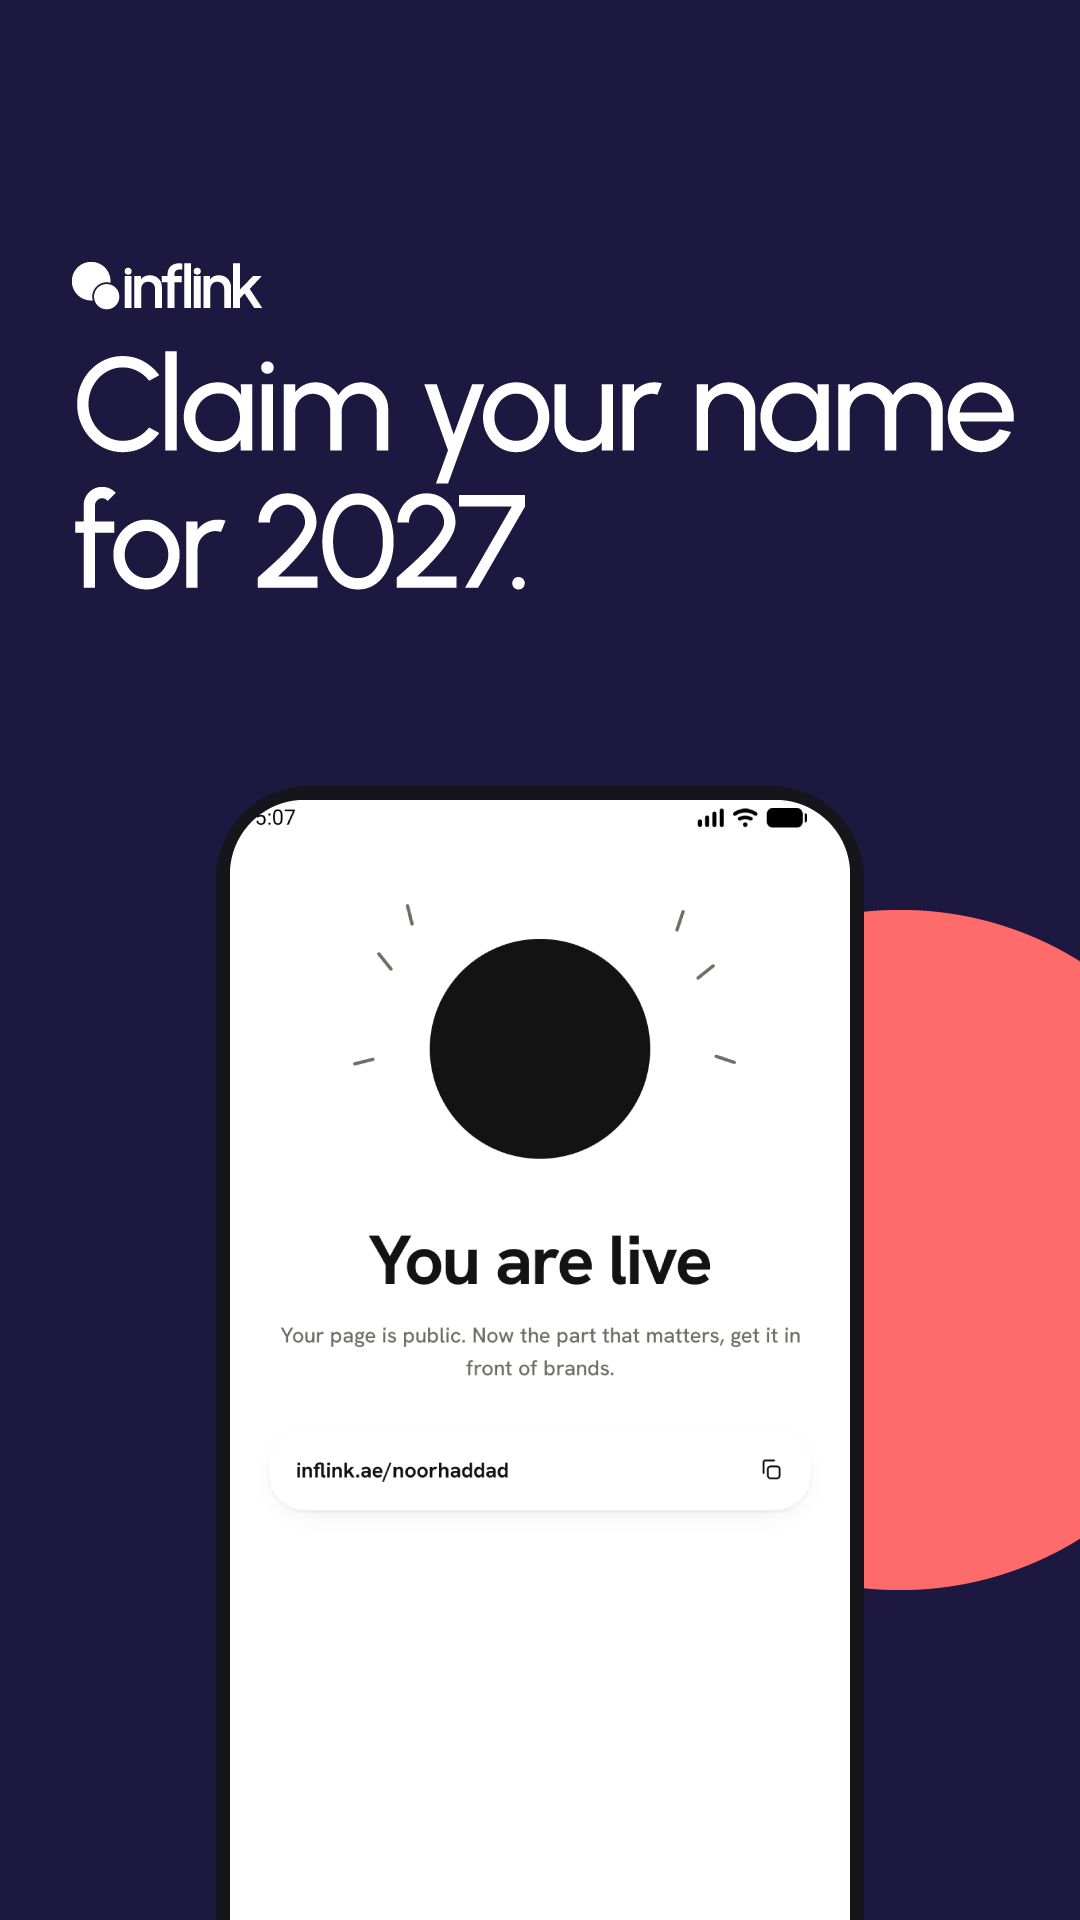 inflink
Claim your name
for 2027.
5:07
You are live
Your page is public. Now the part that matters, get it in
front of brands.
inflink.ae/noorhaddad